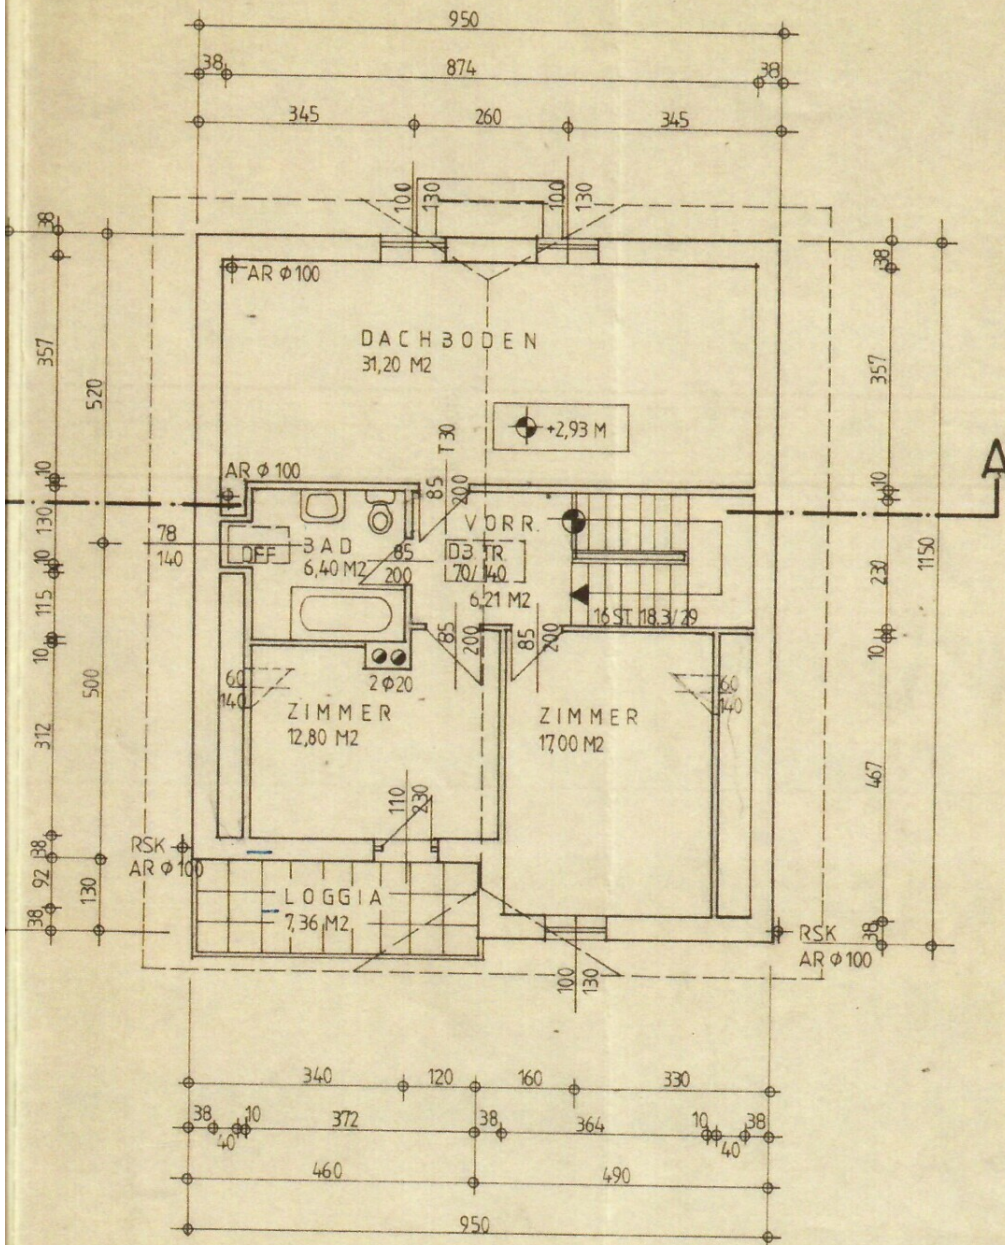 950
38 874 38
345 260 345
100 130 100 130
38
38
AR φ 100
DACHBODEN
31,20 M2
357
520
357
+2,93 M
T 30
AR φ 100
85 200
10
10
130
78
140
OFF
BAD
6,40 M2
85
200
VORR.
70/140
6,21 M2
16 ST. 18,3/29
230
1150
10
115
10
85 200
85 200
10
2 φ 20
60
140
60
140
500
ZIMMER
12,80 M2
ZIMMER
17,00 M2
312
467
110 230
RSK
AR φ 100
38
92
130
38
LOGGIA
7,36 M2
38
RSK
AR φ 100
100 130
340 120 160 330
38 40 10 372 38 364 10 40 38
460 490
950